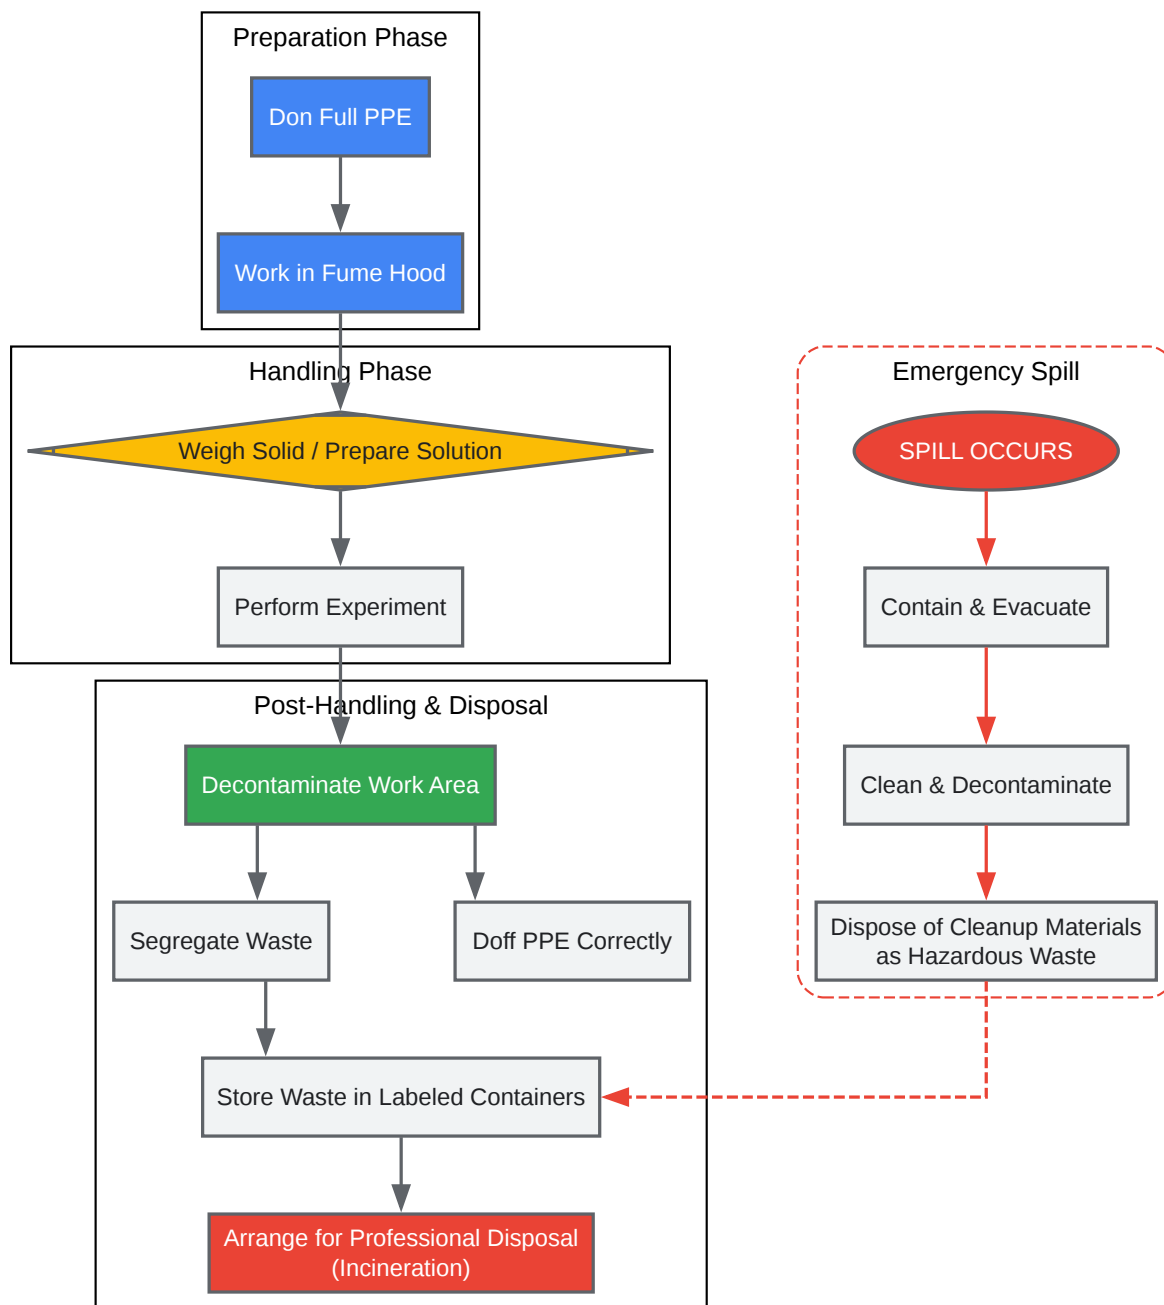 Preparation Phase
Don Full PPE
Work in Fume Hood
Handling Phase
Weigh Solid / Prepare Solution
Perform Experiment
Post-Handling & Disposal
Decontaminate Work Area
Segregate Waste
Doff PPE Correctly
Store Waste in Labeled Containers
Arrange for Professional Disposal
(Incineration)
Emergency Spill
SPILL OCCURS
Contain & Evacuate
Clean & Decontaminate
Dispose of Cleanup Materials
as Hazardous Waste